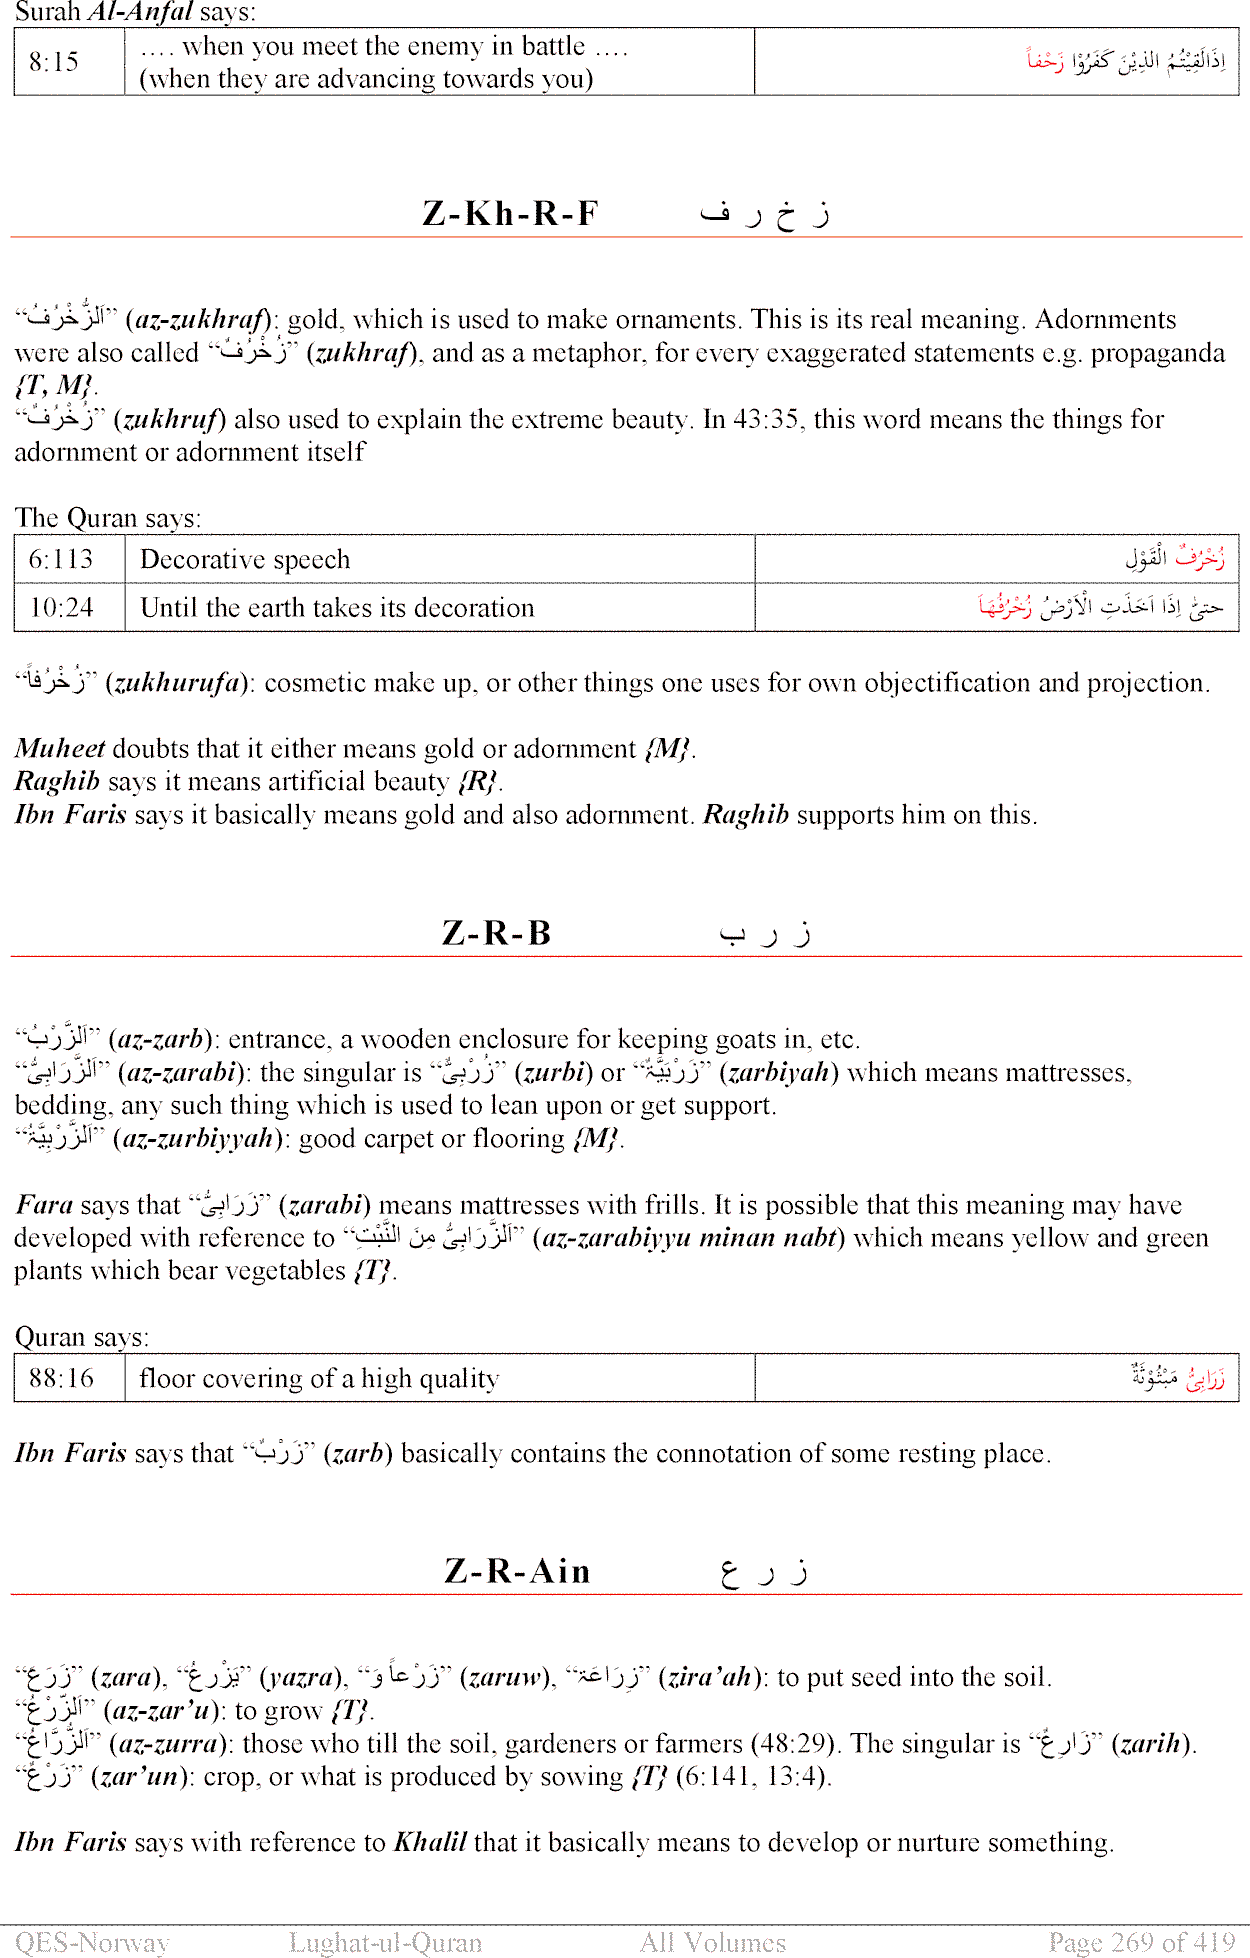 Surah Al-Anfal says:
8:15 …. when you meet the enemy in battle …. (when they are advancing towards you) اِذَالَقِيْتُمُ الذِيْنَ كَفَرُوْا زَحْفاً
Z-Kh-R-F ز خ ر ف
“اَلزُّخْرُفُ” (az-zukhraf): gold, which is used to make ornaments. This is its real meaning. Adornments
were also called “زُخْرُفٌ” (zukhraf), and as a metaphor, for every exaggerated statements e.g. propaganda
{T, M}.
“زُخْرُفٌ” (zukhruf) also used to explain the extreme beauty. In 43:35, this word means the things for
adornment or adornment itself
The Quran says:
6:113 Decorative speech زُخْرُفٌ الْقَوْلِ
10:24 Until the earth takes its decoration حتیٰ اِذَا اَخَذَتِ الْاَرْضُ زُخْرُفُهَاَ
“زُخْرُفاً” (zukhurufa): cosmetic make up, or other things one uses for own objectification and projection.
Muheet doubts that it either means gold or adornment {M}.
Raghib says it means artificial beauty {R}.
Ibn Faris says it basically means gold and also adornment. Raghib supports him on this.
Z-R-B ز ر ب
“اَلزَّرْبُ” (az-zarb): entrance, a wooden enclosure for keeping goats in, etc.
“اَلزَّرَابِیُّ” (az-zarabi): the singular is “زُرْبِیٌّ” (zurbi) or “زَرْبَيَّةٌ” (zarbiyah) which means mattresses,
bedding, any such thing which is used to lean upon or get support.
“اَلزَّرْبِيَّۃُ” (az-zurbiyyah): good carpet or flooring {M}.
Fara says that “زَرَابِیُّ” (zarabi) means mattresses with frills. It is possible that this meaning may have
developed with reference to “اَلزَّرَابِیُّ مِنَ النَّبْتِ” (az-zarabiyyu minan nabt) which means yellow and green
plants which bear vegetables {T}.
Quran says:
88:16 floor covering of a high quality زَرَابِیُّ مَبْثُوْثَةٌ
Ibn Faris says that “زَرْبٌ” (zarb) basically contains the connotation of some resting place.
Z-R-Ain ز ر ع
“زَرَعَ” (zara), “يَزْرعُ” (yazra), “زَرْعاً وَ” (zaruw), “زِرَاعَة” (zira’ah): to put seed into the soil.
“اَلزَّرْعُ” (az-zar’u): to grow {T}.
“اَلزُّرَّاعُ” (az-zurra): those who till the soil, gardeners or farmers (48:29). The singular is “زَارعٌ” (zarih).
“زَرْعٌ” (zar’un): crop, or what is produced by sowing {T} (6:141, 13:4).
Ibn Faris says with reference to Khalil that it basically means to develop or nurture something.
QES-Norway Lughat-ul-Quran All Volumes Page 269 of 419